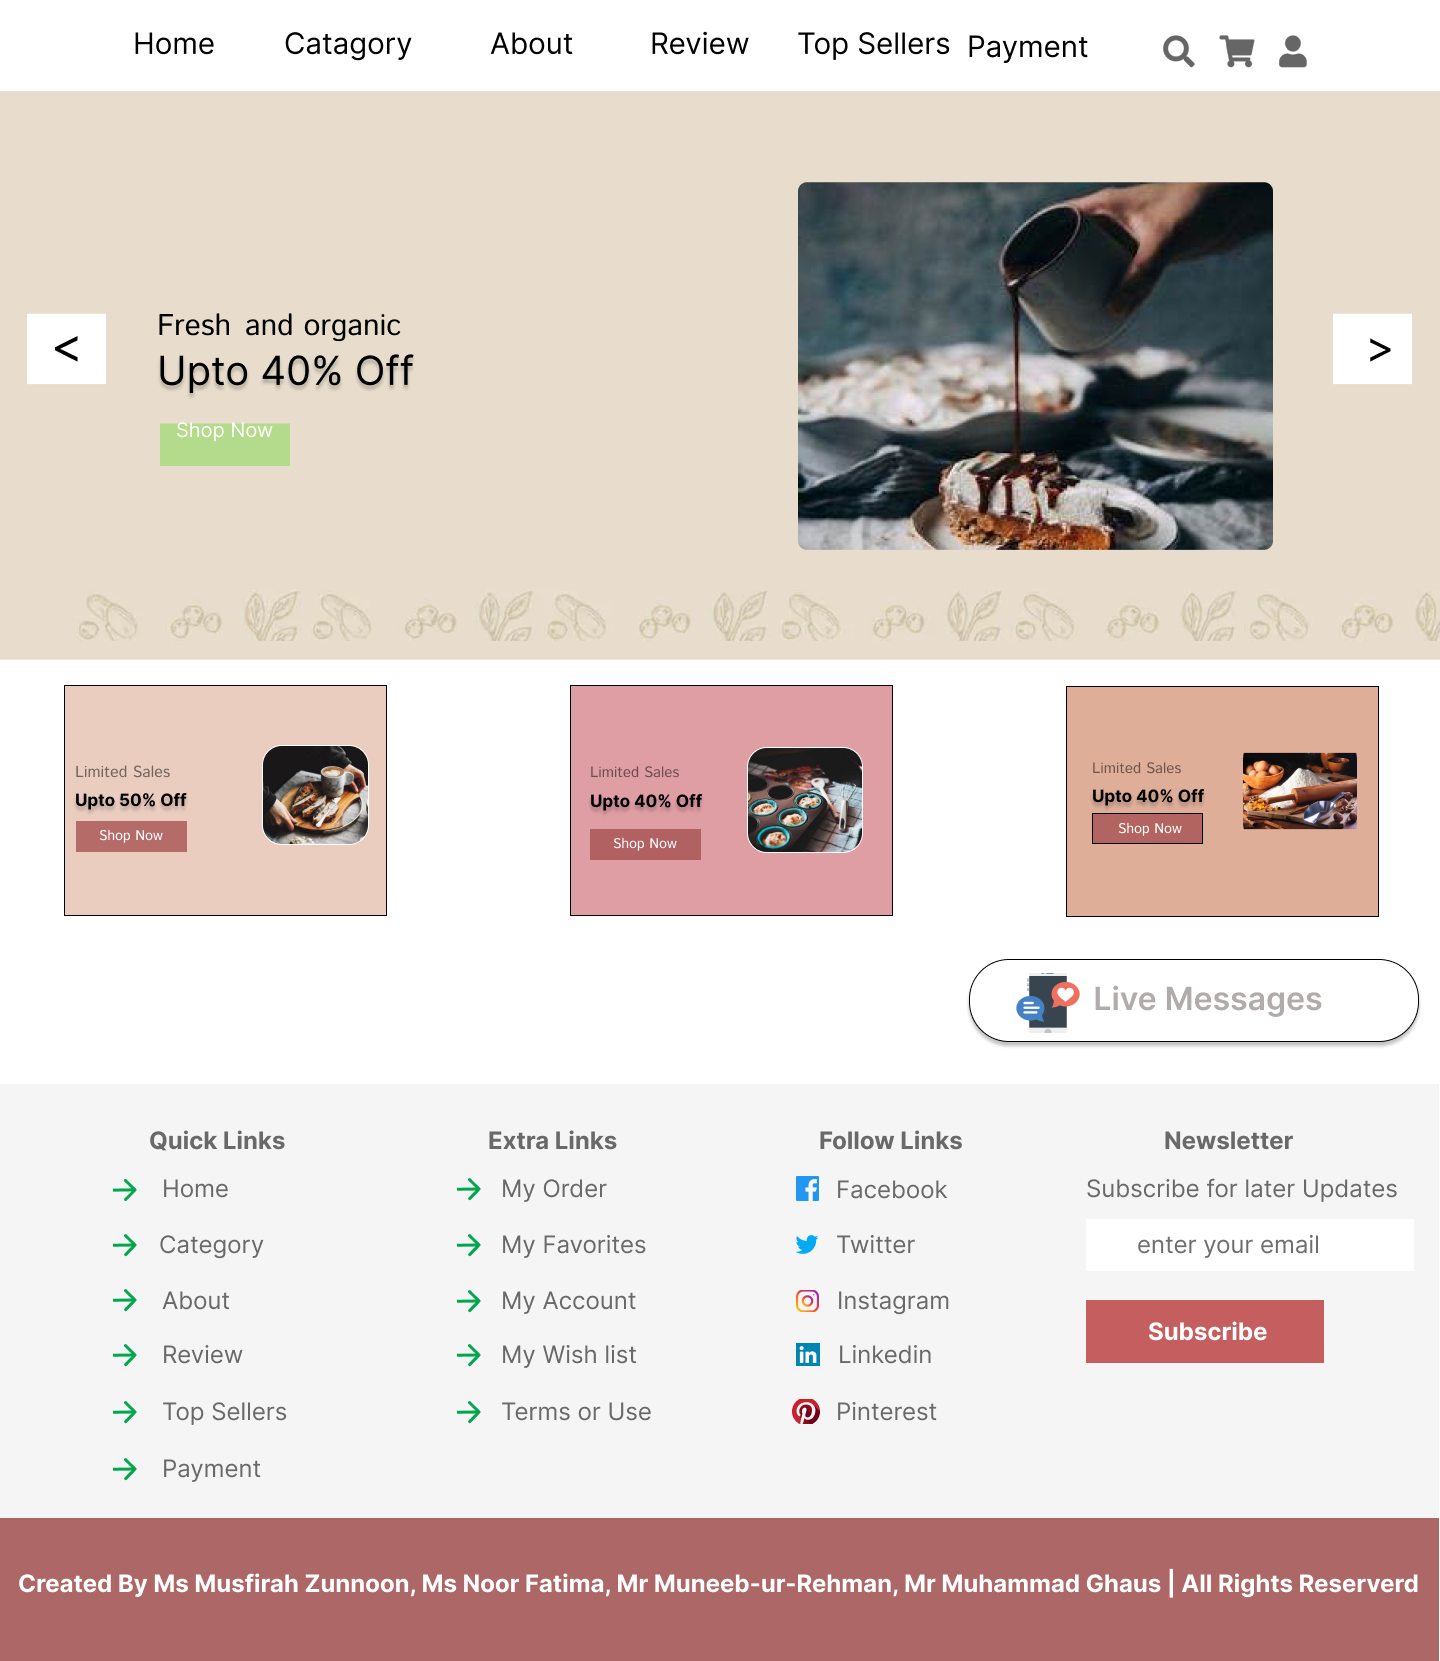 Home Catagory About Review Top Sellers Payment
<
>
Fresh and organic
Upto 40% Off
Shop Now
Limited Sales
Upto 50% Off
Shop Now
Limited Sales
Upto 40% Off
Shop Now
Limited Sales
Upto 40% Off
Shop Now
Live Messages
Quick Links
Home
Category
About
Review
Top Sellers
Payment
Extra Links
My Order
My Favorites
My Account
My Wish list
Terms or Use
Follow Links
Facebook
Twitter
Instagram
Linkedin
Pinterest
Newsletter
Subscribe for later Updates
enter your email
Subscribe
Created By Ms Musfirah Zunnoon, Ms Noor Fatima, Mr Muneeb-ur-Rehman, Mr Muhammad Ghaus | All Rights Reserverd